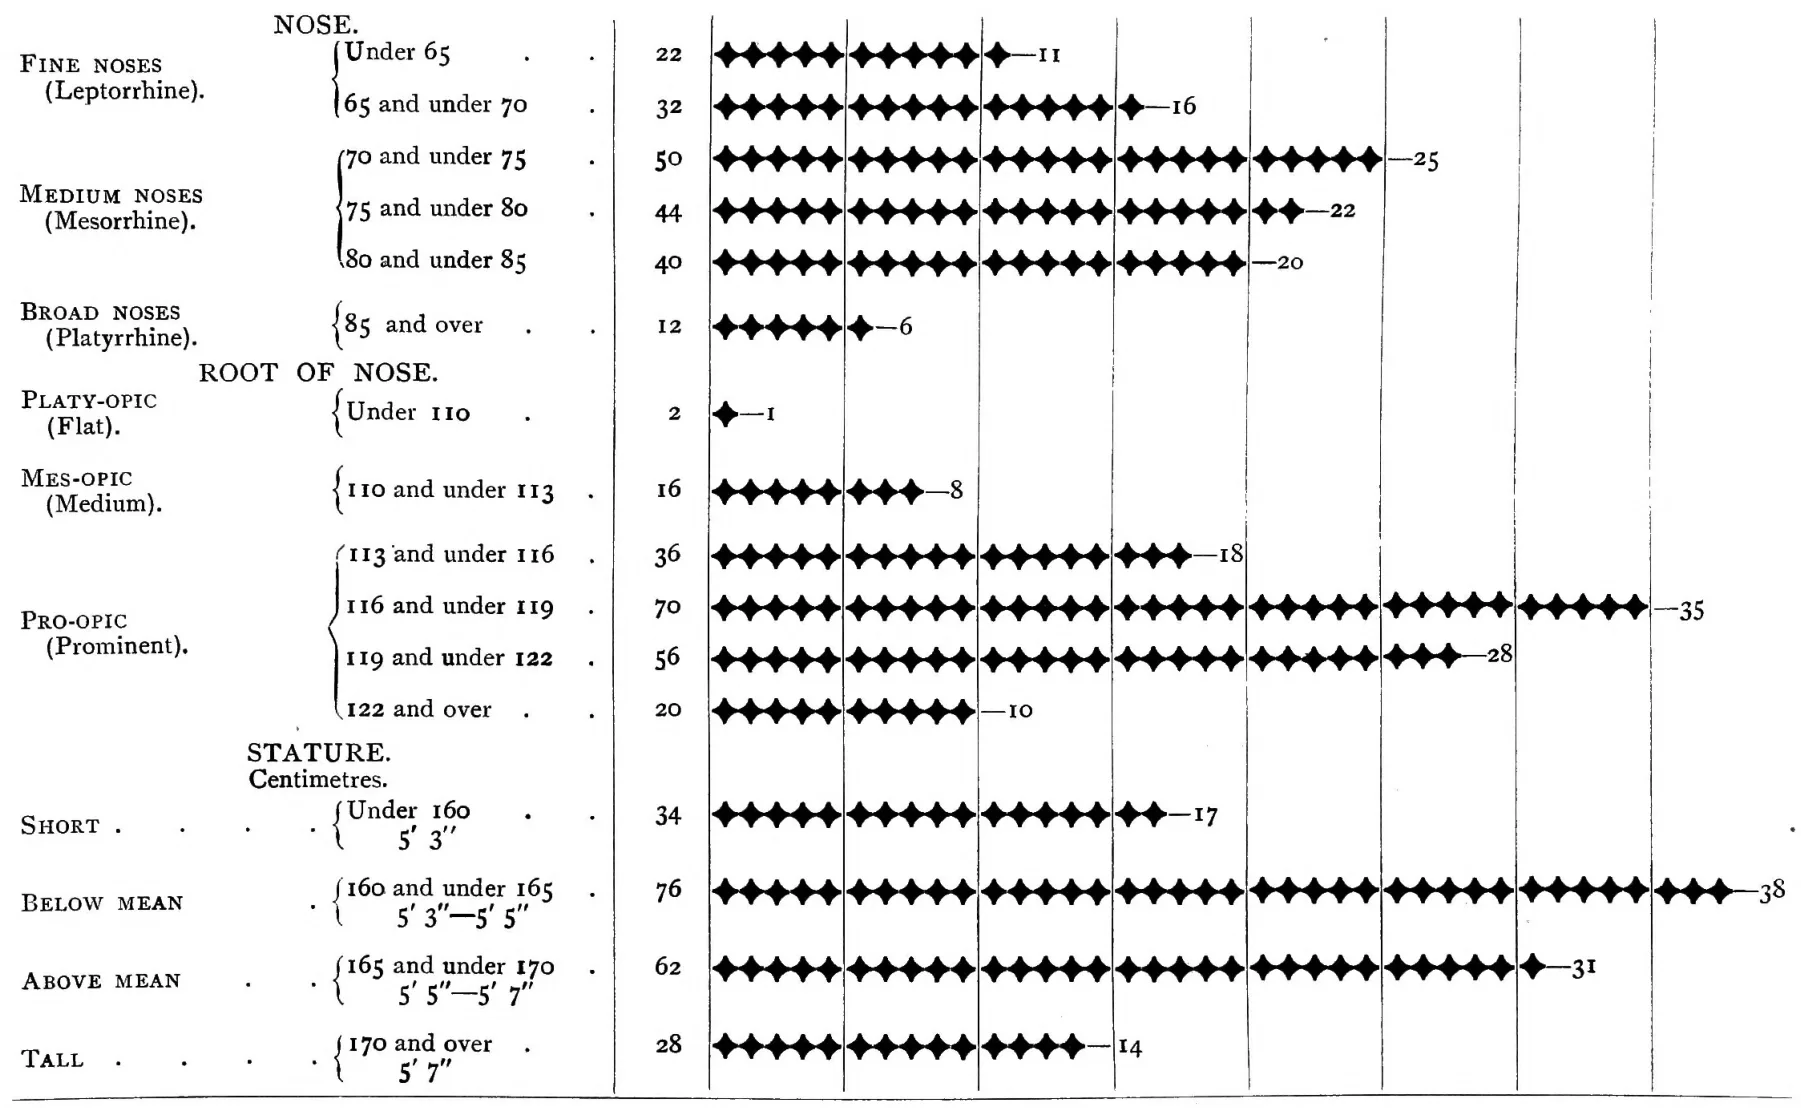 NOSE.
FINE NOSES (Leptorrhine). Under 65 . . 22 —11
65 and under 70 . 32 —16
MEDIUM NOSES (Mesorrhine). 70 and under 75 . 50 —25
75 and under 80 . 44 —22
80 and under 85 40 —20
BROAD NOSES (Platyrrhine). 85 and over . . 12 —6
ROOT OF NOSE.
PLATY-OPIC (Flat). Under 110 . 2 —1
MES-OPIC (Medium). 110 and under 113 . 16 —8
PRO-OPIC (Prominent). 113 and under 116 . 36 —18
116 and under 119 . 70 —35
119 and under 122 . 56 —28
122 and over . . 20 —10
STATURE.
Centimetres.
SHORT . . . . Under 160 . . 34 —17
5′ 3″
BELOW MEAN . 160 and under 165 . 76 —38
5′ 3″—5′ 5″
ABOVE MEAN . . 165 and under 170 . 62 —31
5′ 5″—5′ 7″
TALL . . . . 170 and over . 28 —14
5′ 7″